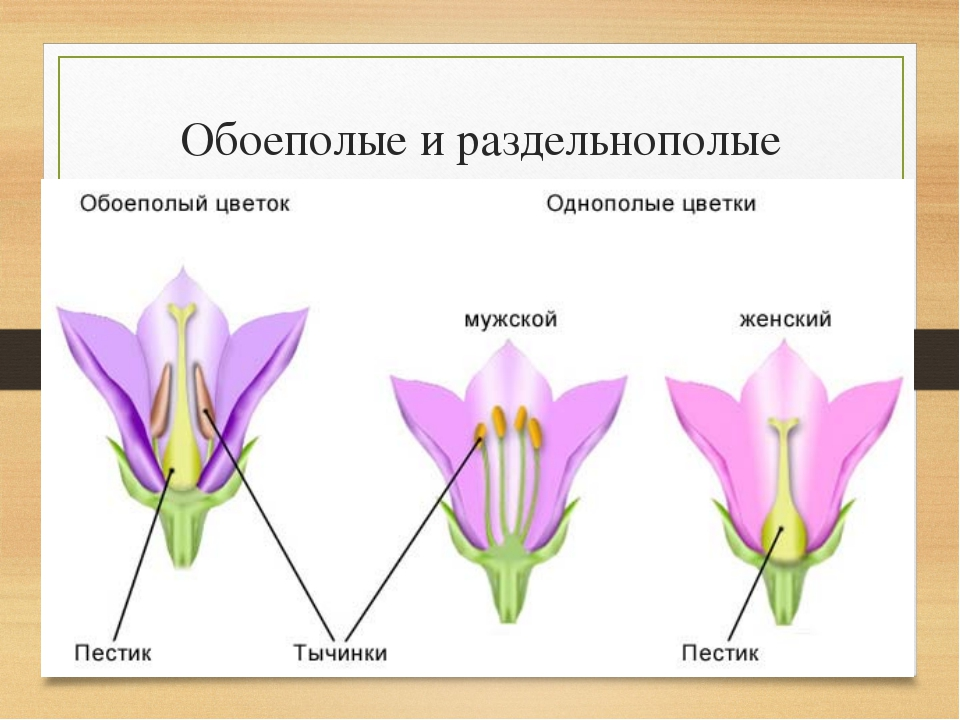 Обоеполые и раздельнополые
Обоеполый цветок
Однополые цветки
мужской
женский
Пестик
Тычинки
Пестик